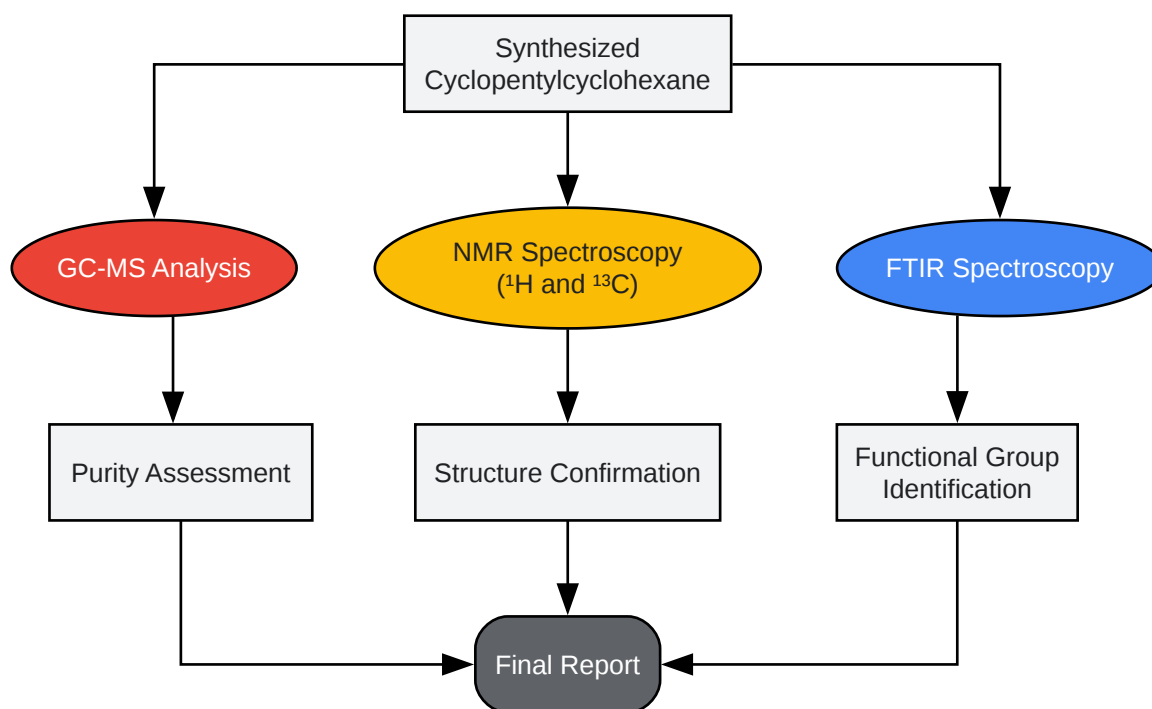 Synthesized
Cyclopentylcyclohexane
GC-MS Analysis
NMR Spectroscopy
(¹H and ¹³C)
FTIR Spectroscopy
Purity Assessment
Structure Confirmation
Functional Group
Identification
Final Report